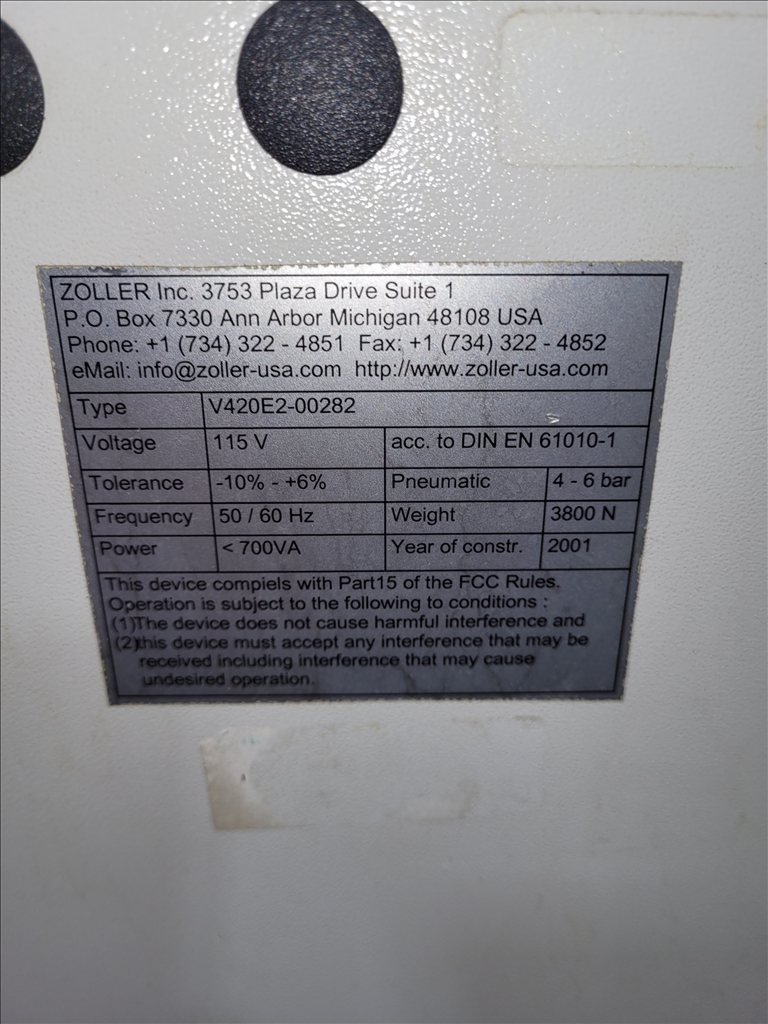 ZOLLER Inc. 3753 Plaza Drive Suite 1
P.O. Box 7330 Ann Arbor Michigan 48108 USA
Phone: +1 (734) 322 - 4851 Fax: +1 (734) 322 - 4852
eMail: info@zoller-usa.com http://www.zoller-usa.com
Type V420E2-00282
Voltage 115 V acc. to DIN EN 61010-1
Tolerance -10% - +6% Pneumatic 4 - 6 bar
Frequency 50 / 60 Hz Weight 3800 N
Power < 700VA Year of constr. 2001
This device compiels with Part15 of the FCC Rules.
Operation is subject to the following to conditions :
(1)The device does not cause harmful interference and
(2)this device must accept any interference that may be
received including interference that may cause
undesired operation.